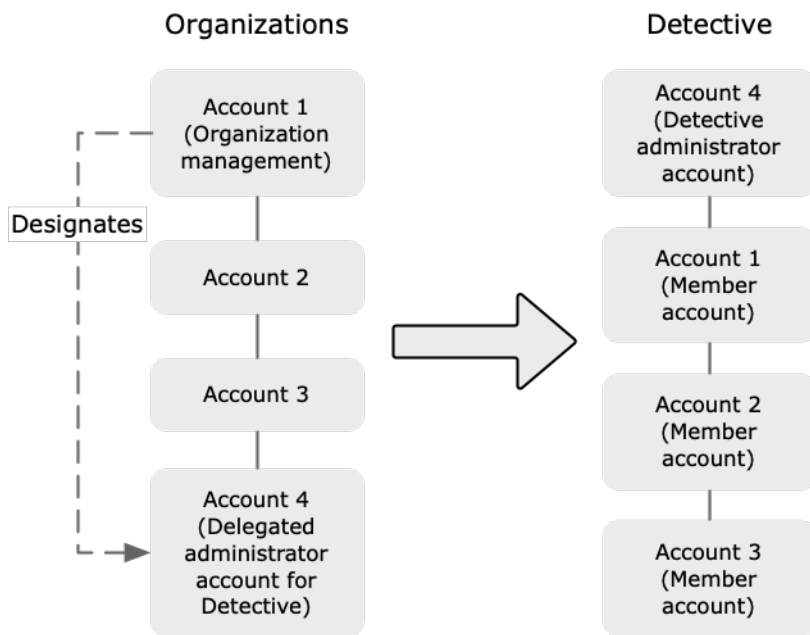 Organizations
Account 1
(Organization
management)
Designates
Account 2
Account 3
Account 4
(Delegated
administrator
account for
Detective)
Detective
Account 4
(Detective
administrator
account)
Account 1
(Member
account)
Account 2
(Member
account)
Account 3
(Member
account)